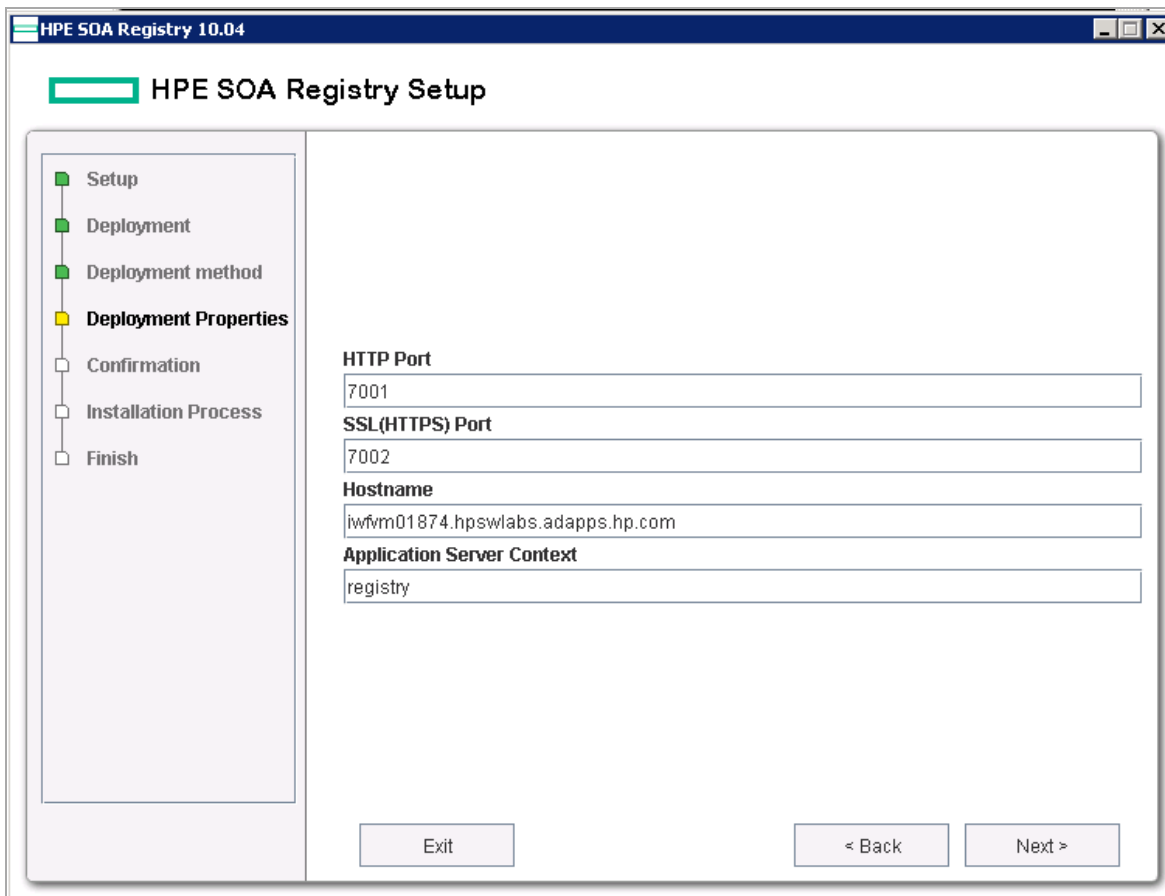 HPE SOA Registry 10.04
HPE SOA Registry Setup
Setup
Deployment
Deployment method
Deployment Properties
Confirmation
Installation Process
Finish
HTTP Port
7001
SSL(HTTPS) Port
7002
Hostname
iwfvm01874.hpswlabs.adapps.hp.com
Application Server Context
registry
Exit
< Back
Next >